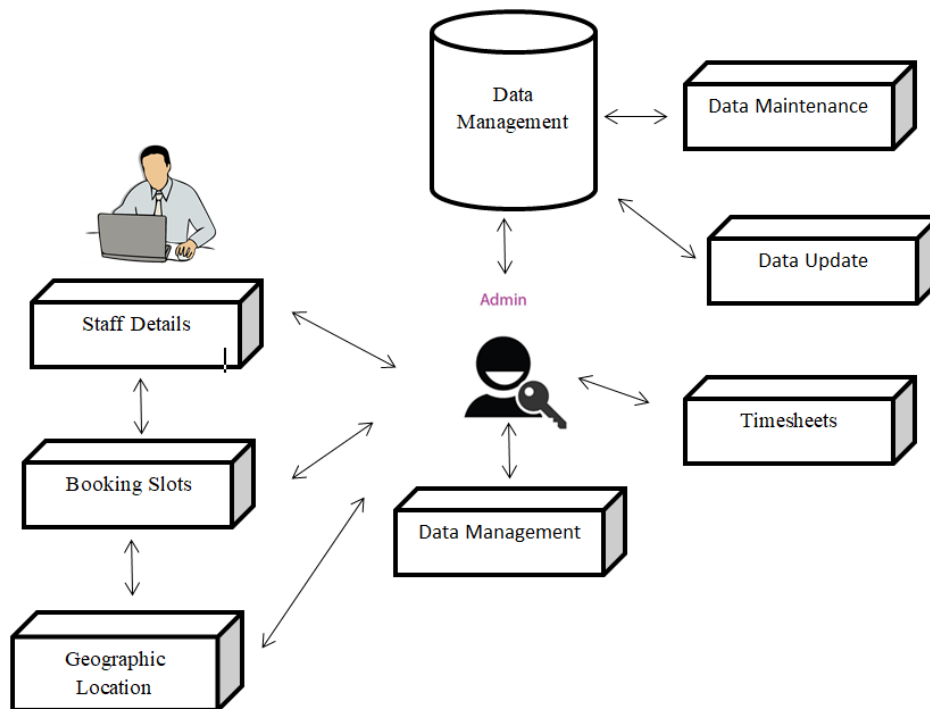 Data
Management
Data Maintenance
Data Update
Admin
Staff Details
Timesheets
Booking Slots
Data Management
Geographic
Location